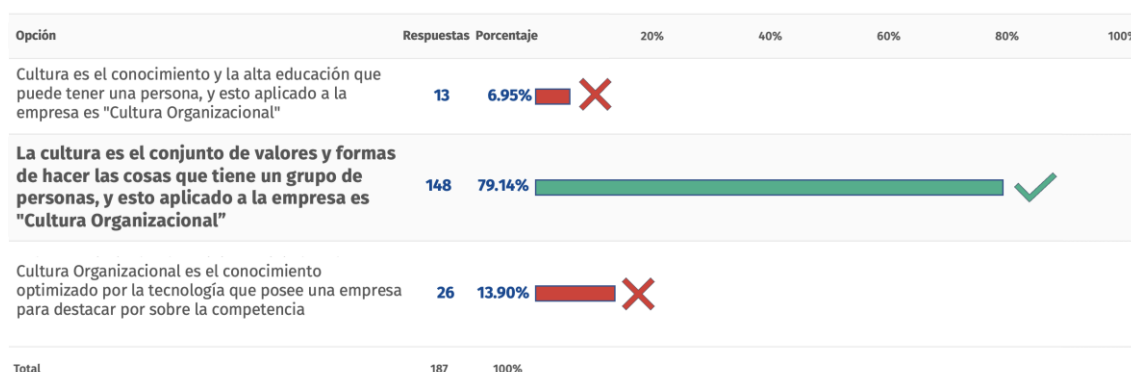 Opción Respuestas Porcentaje 20% 40% 60% 80% 100%
Cultura es el conocimiento y la alta educación que
puede tener una persona, y esto aplicado a la
empresa es "Cultura Organizacional"
13 6.95%
La cultura es el conjunto de valores y formas
de hacer las cosas que tiene un grupo de
personas, y esto aplicado a la empresa es
"Cultura Organizacional”
148 79.14%
Cultura Organizacional es el conocimiento
optimizado por la tecnología que posee una empresa
para destacar por sobre la competencia
26 13.90%
Total 187 100%